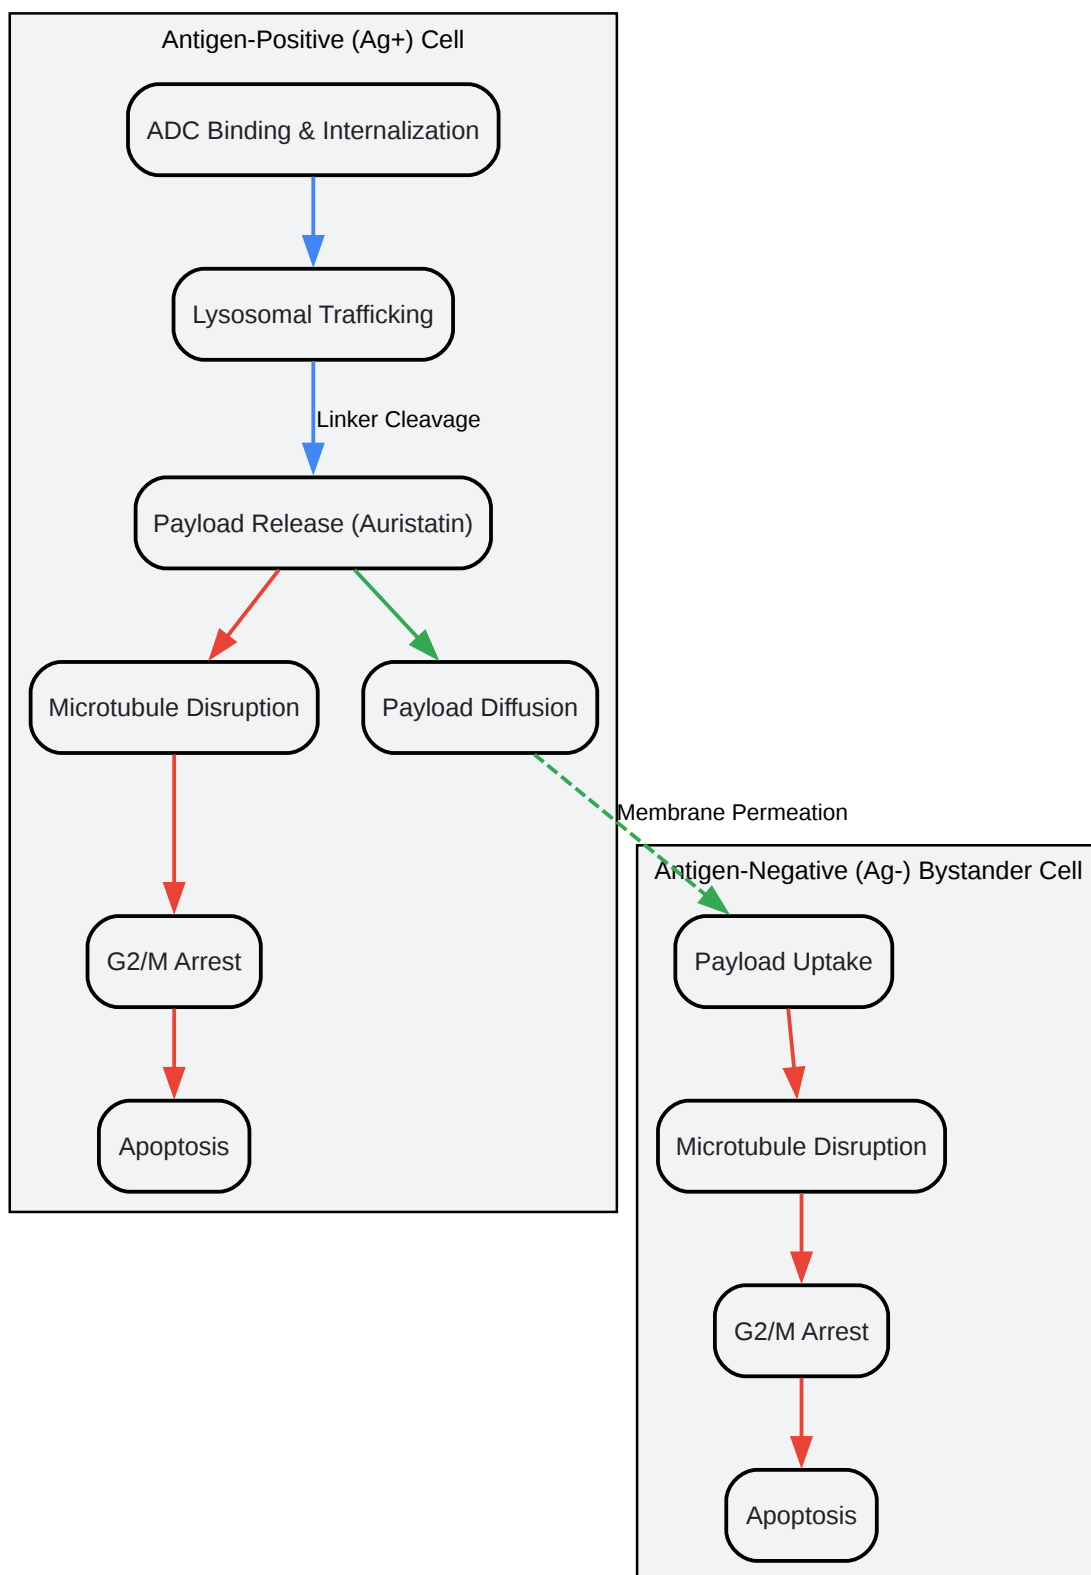 Antigen-Positive (Ag+) Cell
ADC Binding & Internalization
Lysosomal Trafficking
Linker Cleavage
Payload Release (Auristatin)
Microtubule Disruption
Payload Diffusion
Membrane Permeation
Antigen-Negative (Ag-) Bystander Cell
G2/M Arrest
Payload Uptake
Apoptosis
Microtubule Disruption
G2/M Arrest
Apoptosis